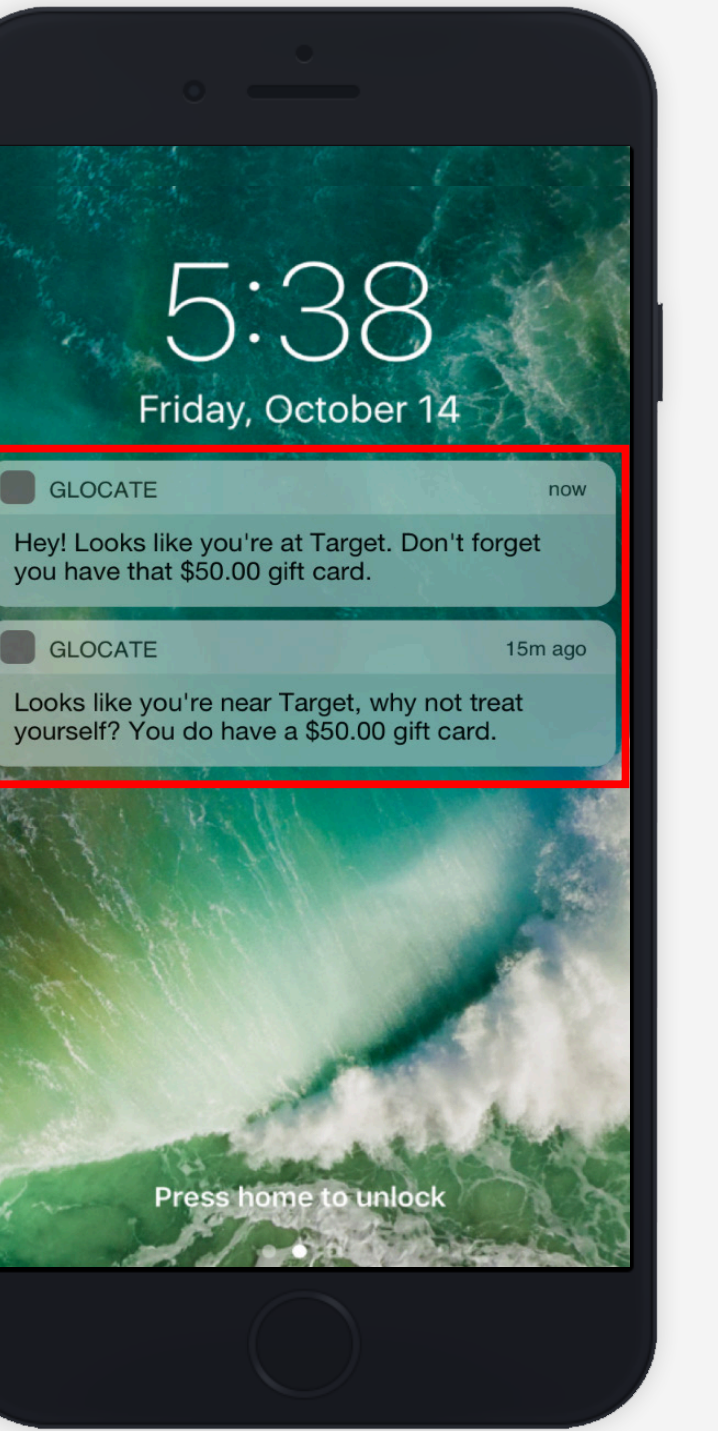 5:38
Friday, October 14
GLOCATE now
Hey! Looks like you're at Target. Don't forget
you have that $50.00 gift card.
GLOCATE 15m ago
Looks like you're near Target, why not treat
yourself? You do have a $50.00 gift card.
Press home to unlock